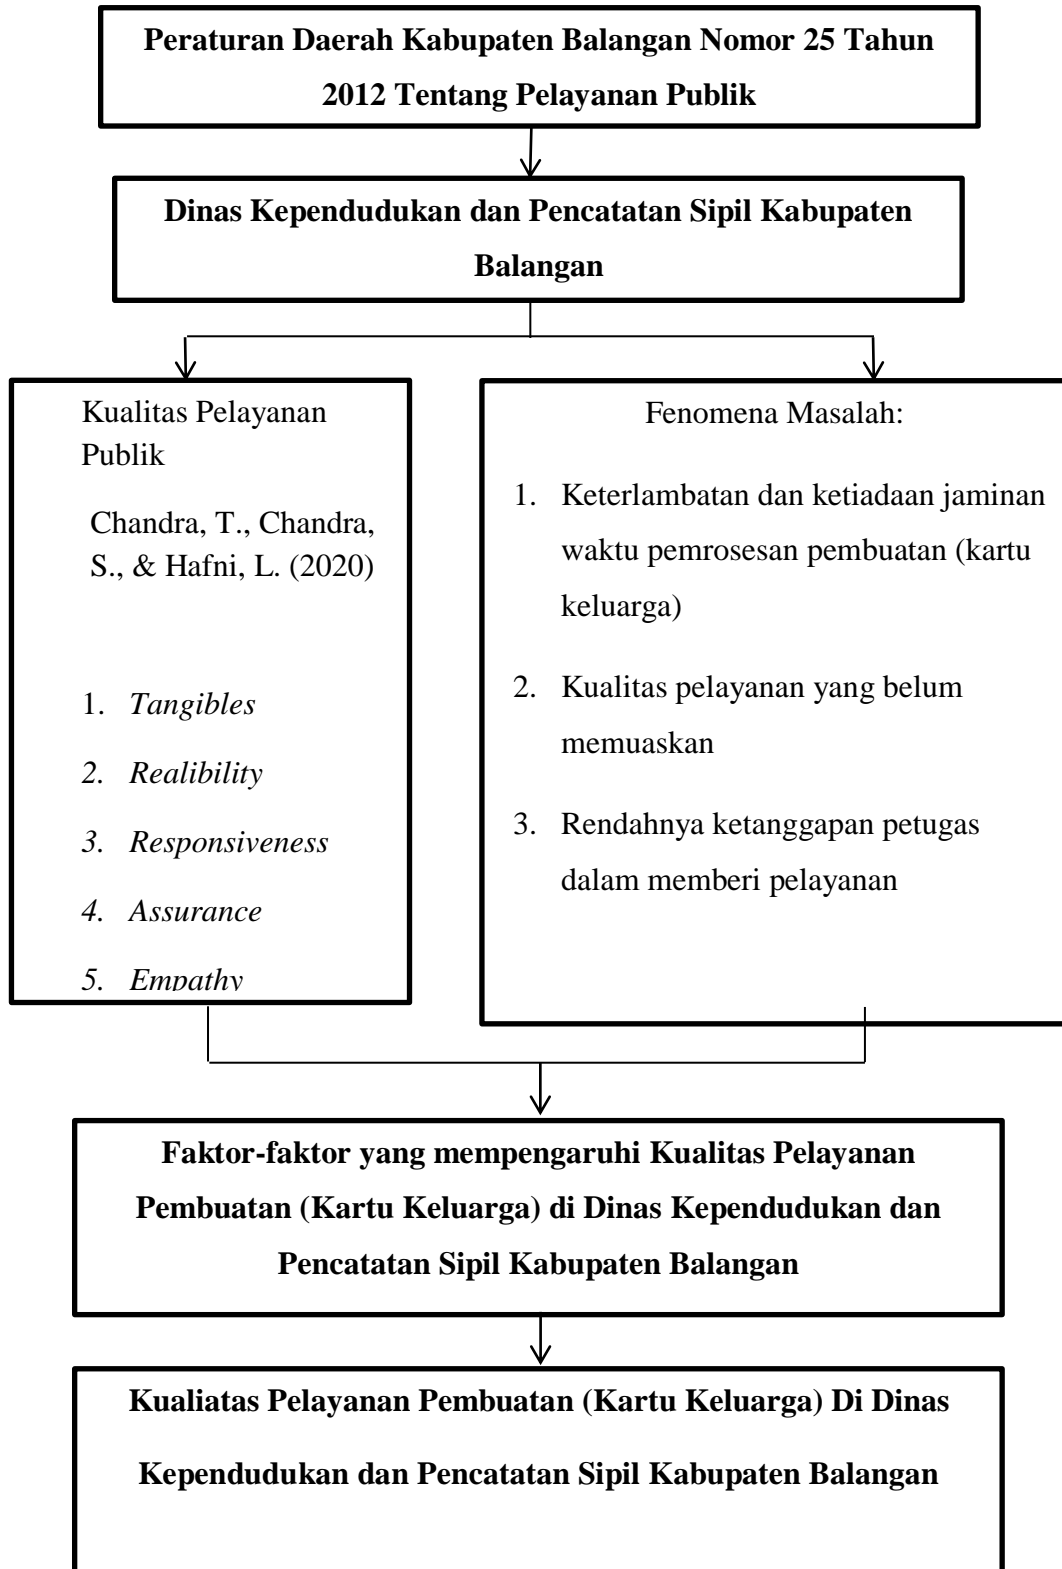 Peraturan Daerah Kabupaten Balangan Nomor 25 Tahun
2012 Tentang Pelayanan Publik
Dinas Kependudukan dan Pencatatan Sipil Kabupaten
Balangan
Kualitas Pelayanan
Publik
Chandra, T., Chandra,
S., & Hafni, L. (2020)
1. Tangibles
2. Realibility
3. Responsiveness
4. Assurance
5. Empathy
Fenomena Masalah:
1. Keterlambatan dan ketiadaan jaminan
waktu pemrosesan pembuatan (kartu
keluarga)
2. Kualitas pelayanan yang belum
memuaskan
3. Rendahnya ketanggapan petugas
dalam memberi pelayanan
Faktor-faktor yang mempengaruhi Kualitas Pelayanan
Pembuatan (Kartu Keluarga) di Dinas Kependudukan dan
Pencatatan Sipil Kabupaten Balangan
Kualiatas Pelayanan Pembuatan (Kartu Keluarga) Di Dinas
Kependudukan dan Pencatatan Sipil Kabupaten Balangan